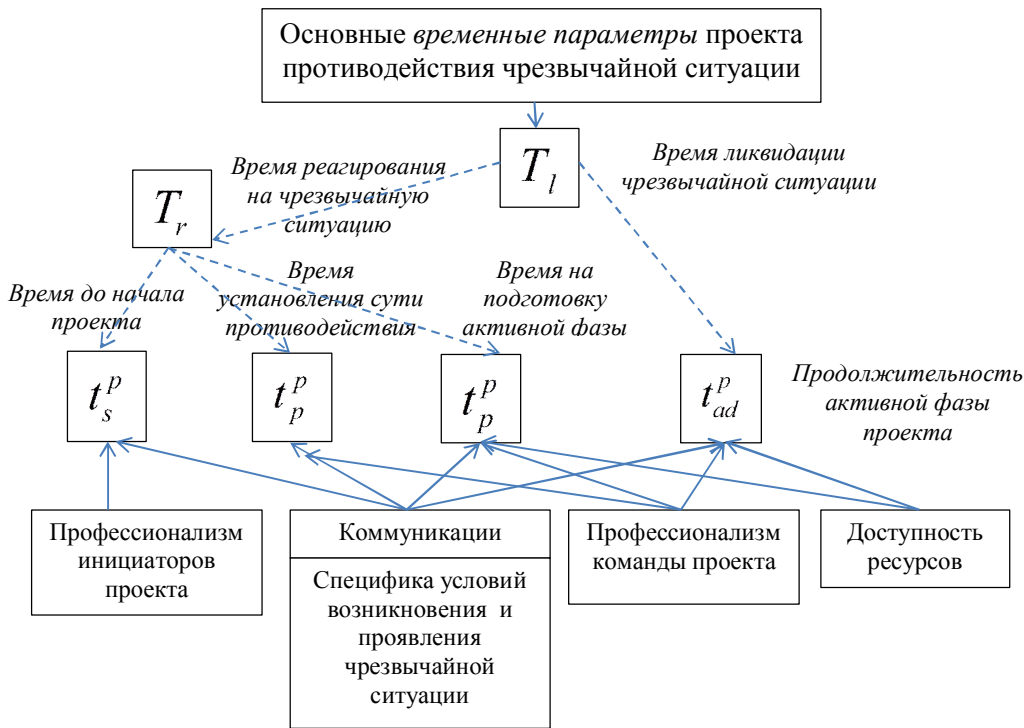 Основные временные параметры проекта
противодействия чрезвычайной ситуации
T_l
Время реагирования
на чрезвычайную
ситуацию
Время ликвидации
чрезвычайной ситуации
T_r
Время до начала
проекта
Время
установления сути
противодействия
Время на
подготовку
активной фазы
t_s^p
t_p^p
t_p^p
t_{ad}^p
Продолжительность
активной фазы
проекта
Профессионализм
инициаторов
проекта
Коммуникации
Специфика условий
возникновения и
проявления
чрезвычайной
ситуации
Профессионализм
команды проекта
Доступность
ресурсов